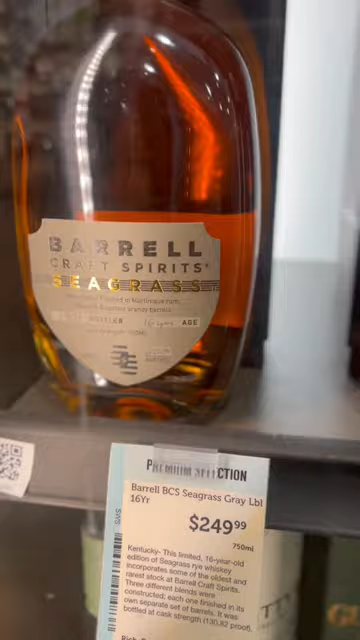 BARRELL
CRAFT SPIRITS®
SEAGRASS
16 years AGE
PREMIUM SELECTION
Barrell BCS Seagrass Gray Lbl
16Yr
$249.99
750ml
Kentucky- This limited, 16-year-old
edition of Seagrass rye whiskey
incorporates some of the oldest and
rarest stock at Barrell Craft Spirits.
Three different blends were
constructed; each one finished in its
own separate set of barrels. It was
bottled at cask strength (130.82 proof).
SWS